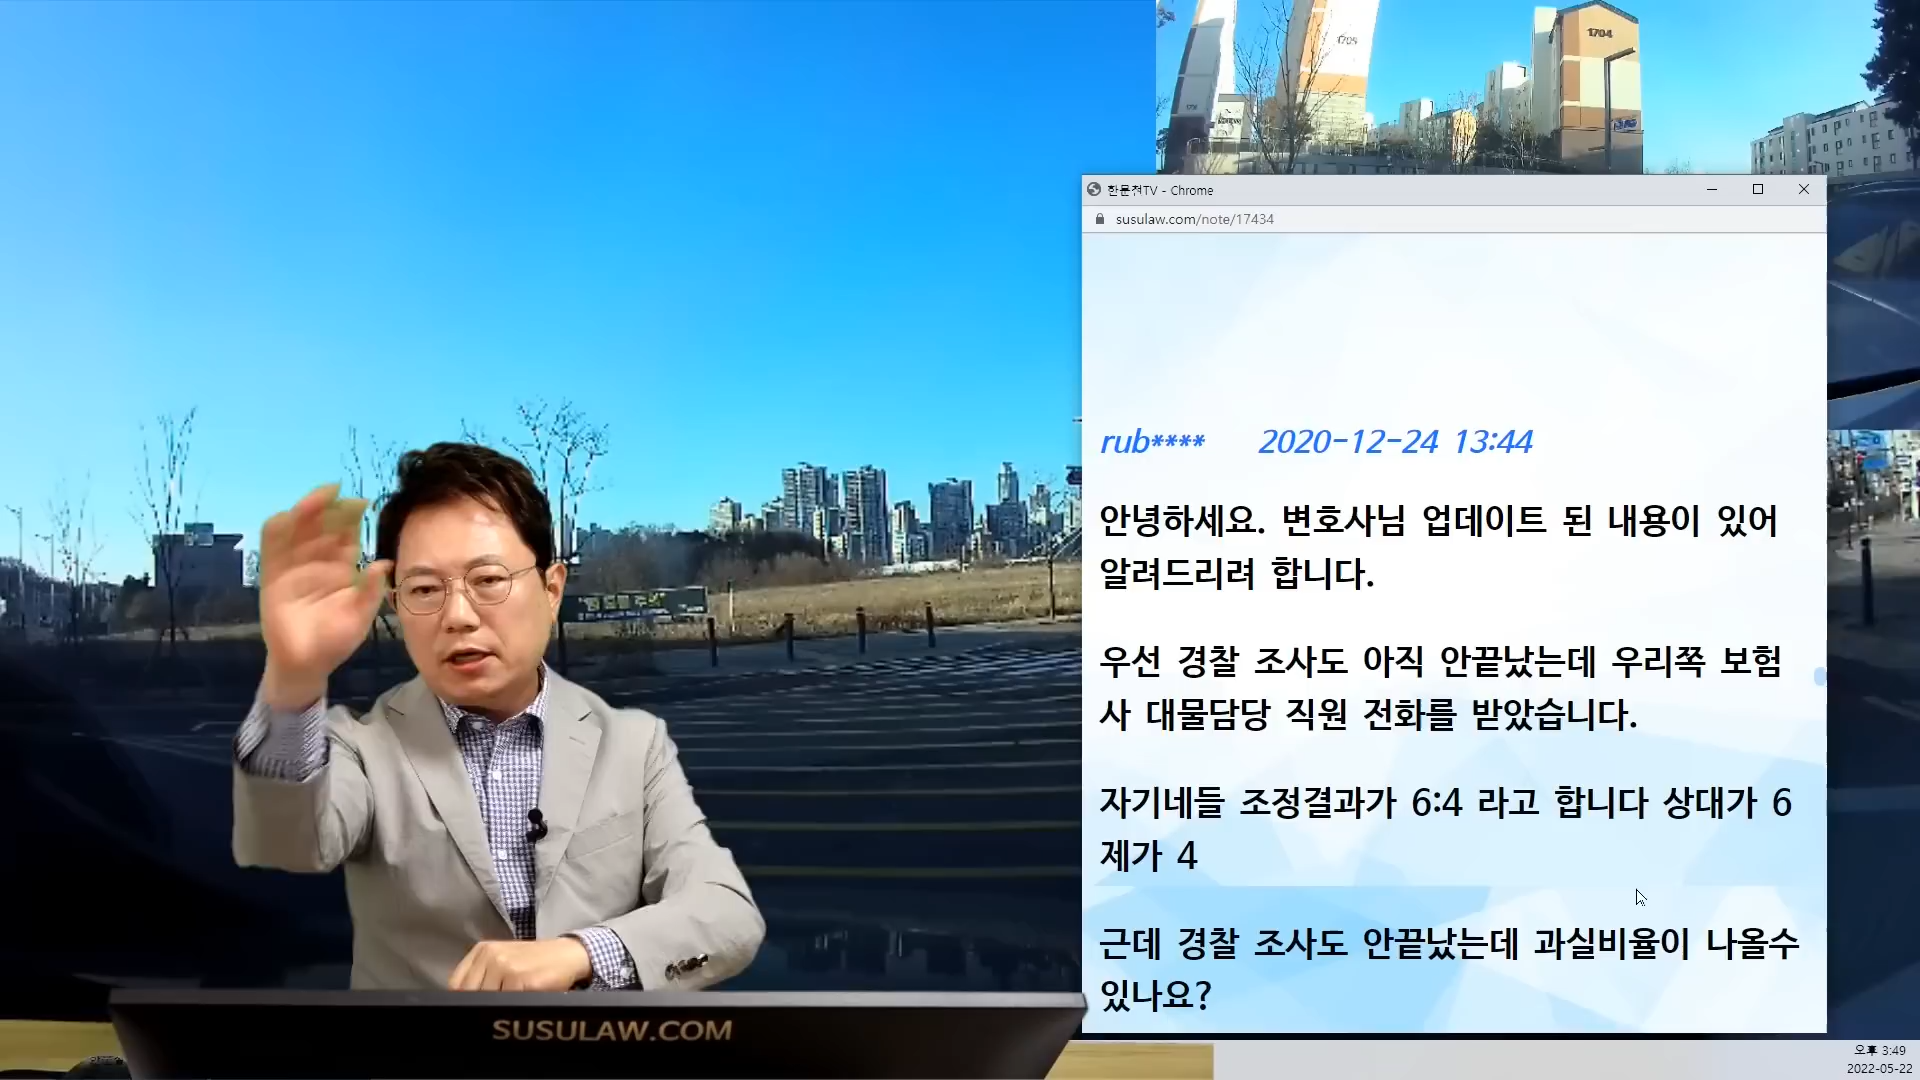 1709
1704
한문철TV - Chrome
susulaw.com/note/17434
rub**** 2020-12-24 13:44
안녕하세요. 변호사님 업데이트 된 내용이 있어
알려드리려 합니다.
우선 경찰 조사도 아직 안끝났는데 우리쪽 보험
사 대물담당 직원 전화를 받았습니다.
자기네들 조정결과가 6:4 라고 합니다 상대가 6
제가 4
근데 경찰 조사도 안끝났는데 과실비율이 나올수
있나요?
SUSULAW.COM
오후 3:49
2022-05-22